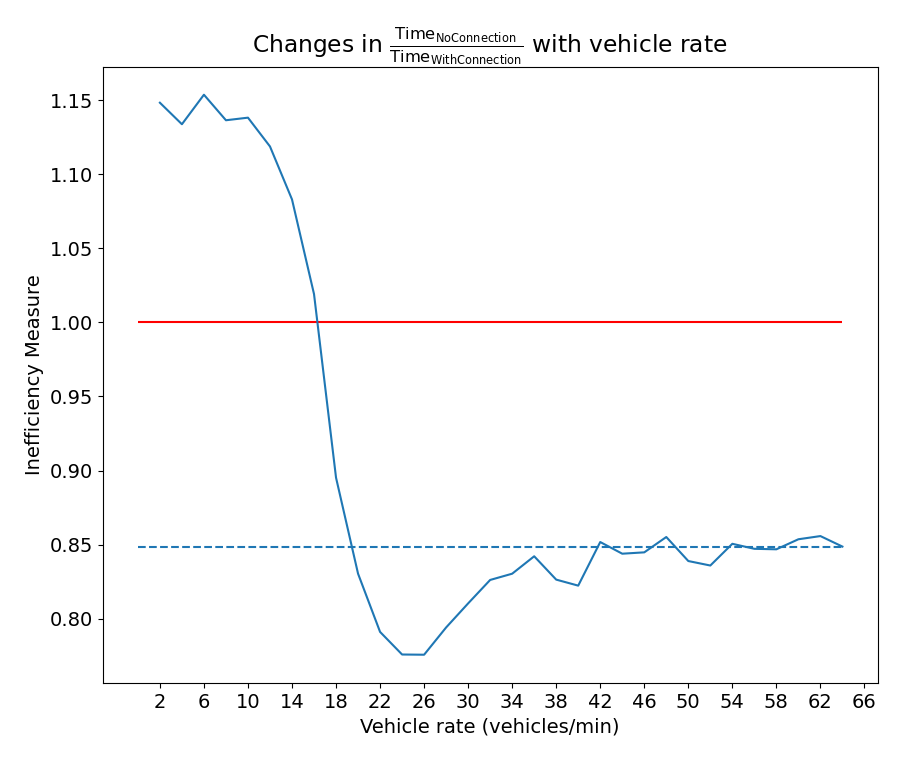 Changes in Time_NoConnection / Time_WithConnection with vehicle rate
Inefficiency Measure
1.15
1.10
1.05
1.00
0.95
0.90
0.85
0.80
2 6 10 14 18 22 26 30 34 38 42 46 50 54 58 62 66
Vehicle rate (vehicles/min)